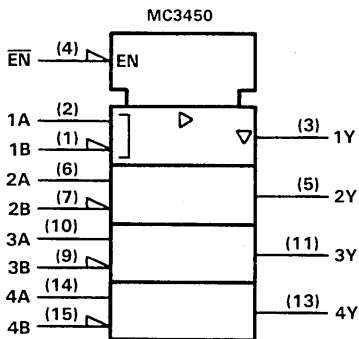 MC3450
EN (4) EN
1A (2)
1B (1)
(3) 1Y
2A (6)
2B (7)
(5) 2Y
3A (10)
3B (9)
(11) 3Y
4A (14)
4B (15)
(13) 4Y